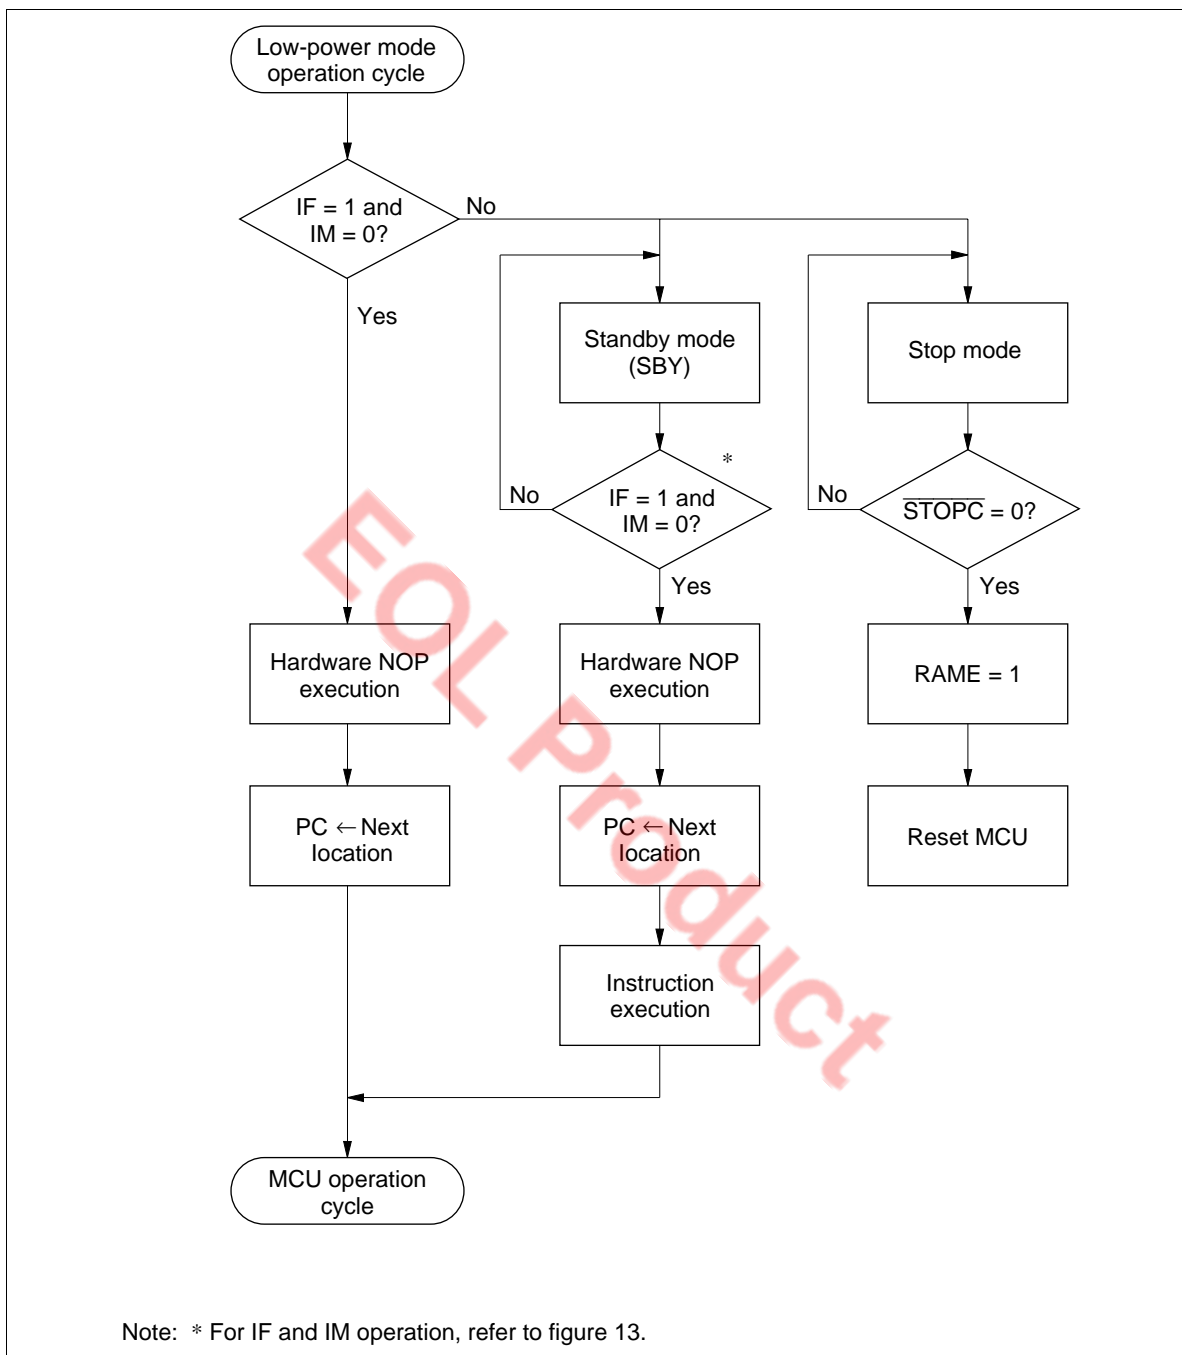 Low-power mode
operation cycle
IF = 1 and
IM = 0?
No
Yes
Standby mode
(SBY)
Stop mode
*
No
IF = 1 and
IM = 0?
Yes
No
S̅T̅O̅P̅C̅ = 0?
Yes
Hardware NOP
execution
Hardware NOP
execution
RAME = 1
PC ← Next
location
PC ← Next
location
Reset MCU
Instruction
execution
MCU operation
cycle
EOL Product
Note: * For IF and IM operation, refer to figure 13.